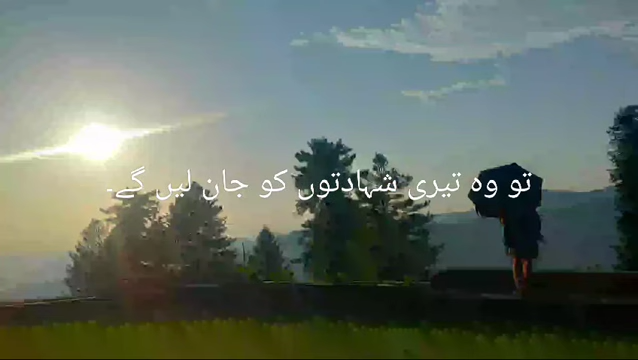 تو وہ تیری شہادتوں کو جان لیں گے۔